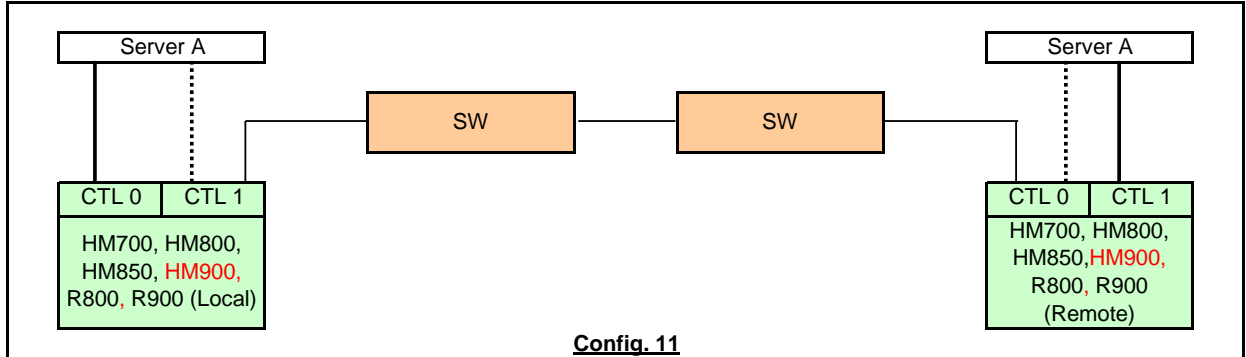 Server A
Server A
SW
SW
CTL 0
CTL 1
CTL 0
CTL 1
HM700, HM800,
HM850, HM900,
R800, R900 (Local)
HM700, HM800,
HM850,HM900,
R800, R900
(Remote)
Config. 11